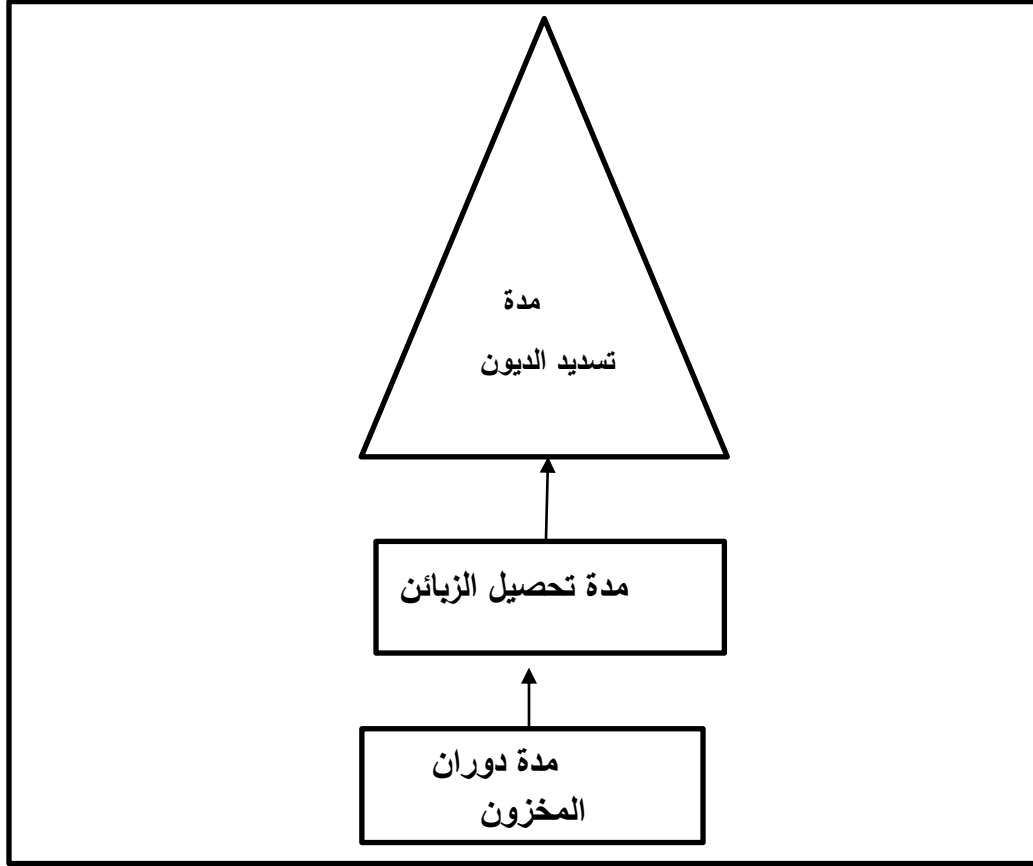 مدة
تسديد الديون
مدة تحصيل الزبائن
مدة دوران
المخزون